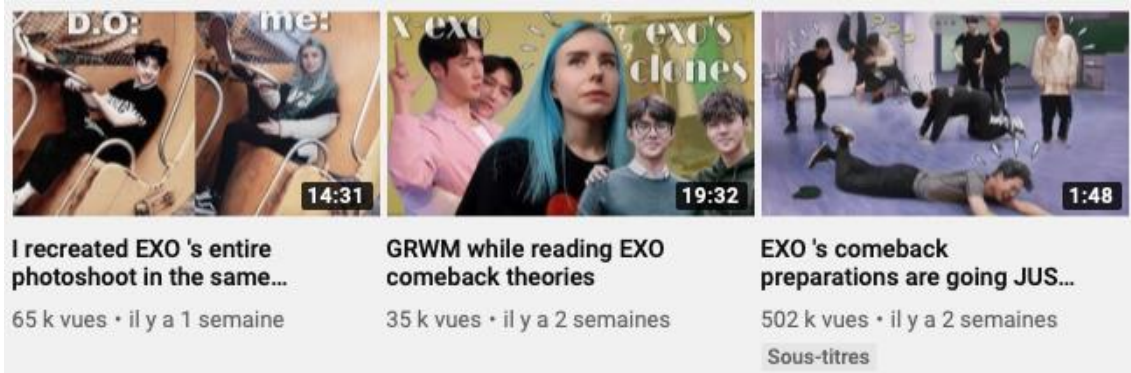 D.O:
me:
14:31
I recreated EXO 's entire
photoshoot in the same...
65 k vues • il y a 1 semaine
X exo
exo's
clones
19:32
GRWM while reading EXO
comeback theories
35 k vues • il y a 2 semaines
1:48
EXO 's comeback
preparations are going JUS...
502 k vues • il y a 2 semaines
Sous-titres